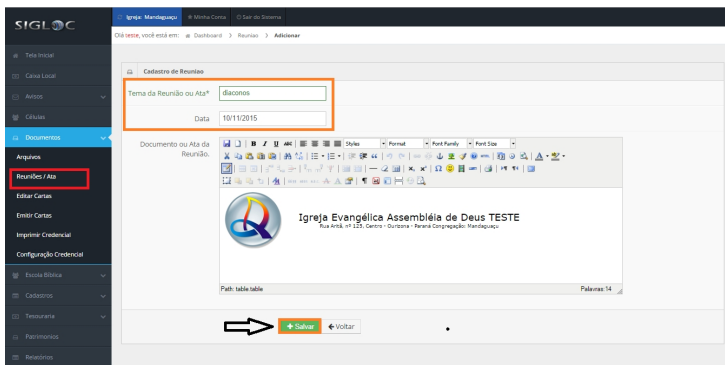 SIGLOC
Igreja: Mandaguaçu
Minha Conta
Sair do Sistema
Olá teste, você está em: Dashboard > Reuniao > Adicionar
Tela Inicial
Caixa Local
Avisos
Células
Documentos
Arquivos
Reuniões / Ata
Editar Cartas
Emitir Cartas
Imprimir Credencial
Configuração Credencial
Escola Bíblica
Cadastros
Tesouraria
Patrimonios
Relatórios
Cadastro de Reuniao
Tema da Reunião ou Ata* diaconos
Data 10/11/2015
Documento ou Ata da
Reunião.
Styles Format Font Family Font Size
Igreja Evangélica Assembléia de Deus TESTE
Rua Aritá, nº 125, Centro - Ourizona - Paraná Congregação: Mandaguaçu
Path: table.table
Palavras:14
+ Salvar
Voltar